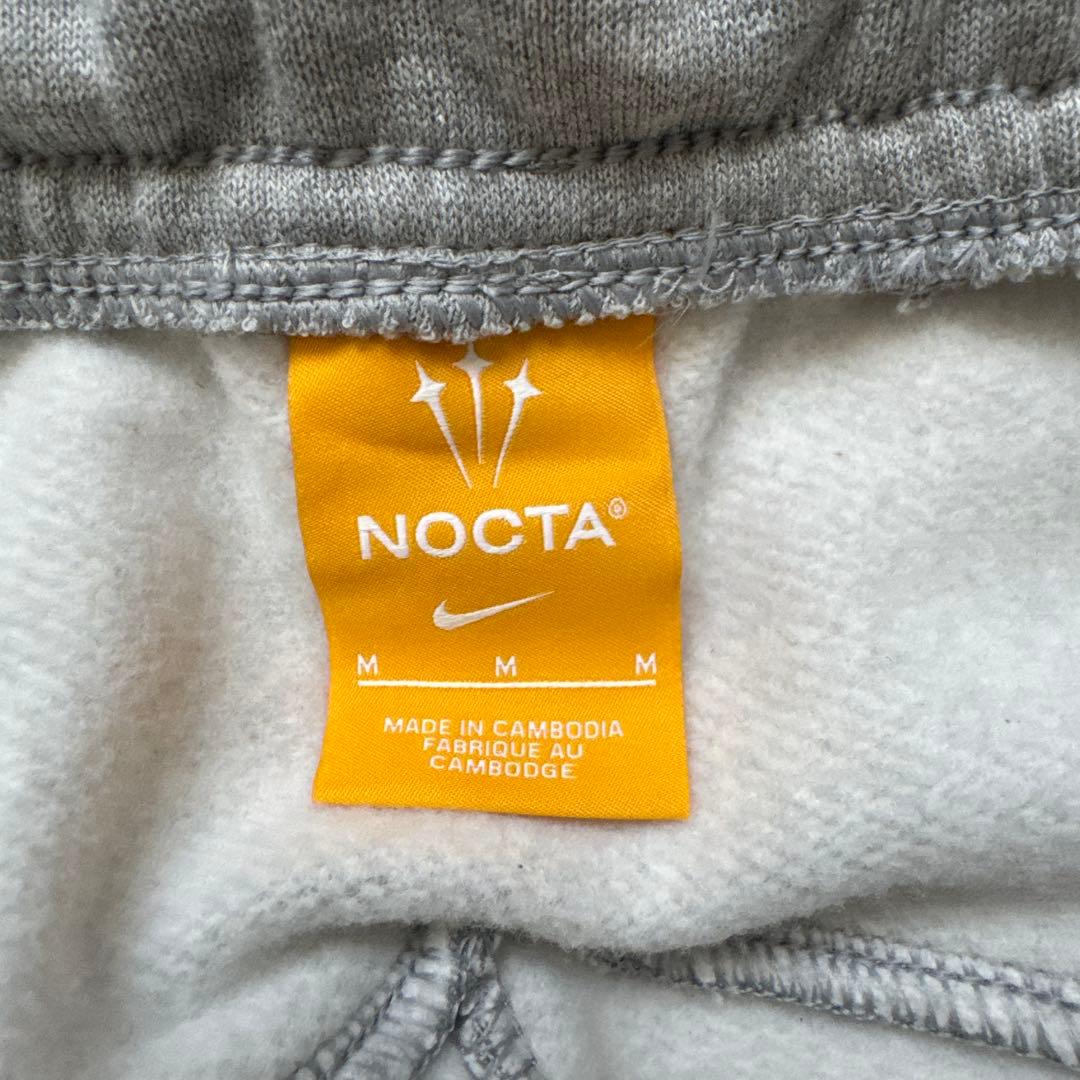 NOCTA®
M M M
MADE IN CAMBODIA
FABRIQUE AU
CAMBODGE